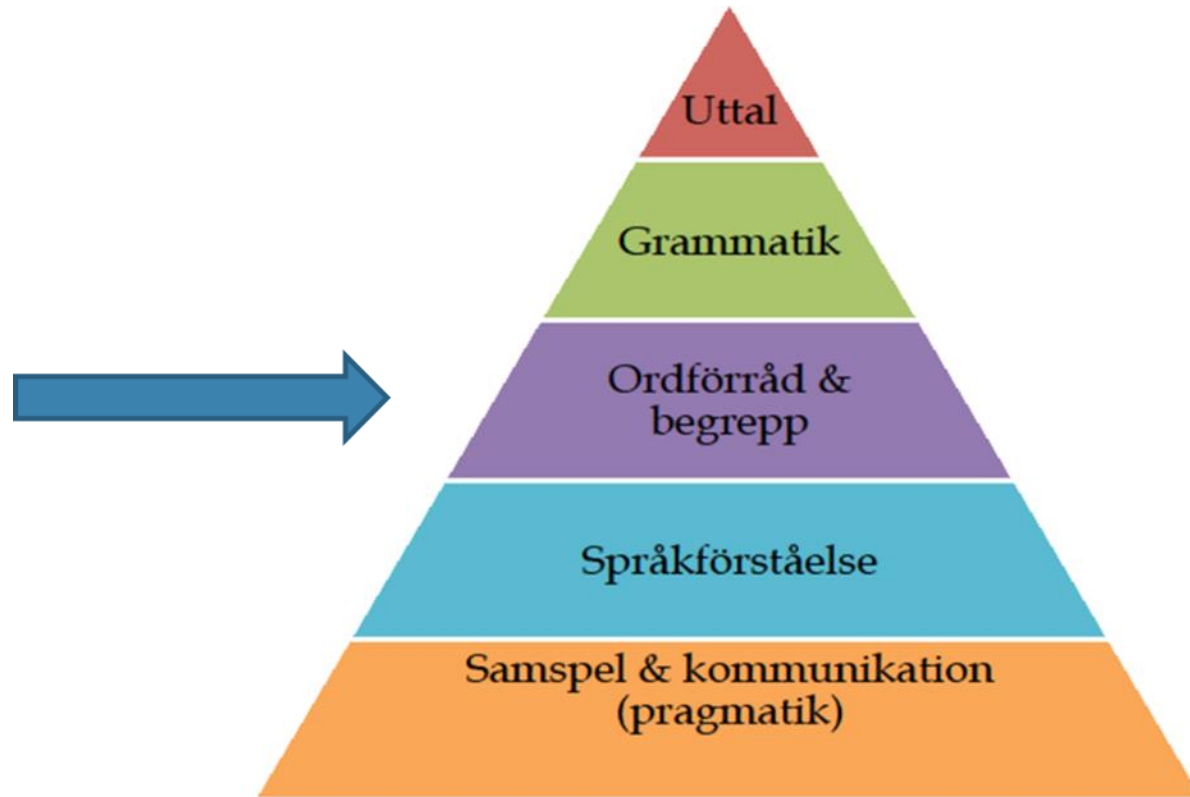 Uttal
Grammatik
Ordförråd &
begrepp
Språkförståelse
Samspel & kommunikation
(pragmatik)